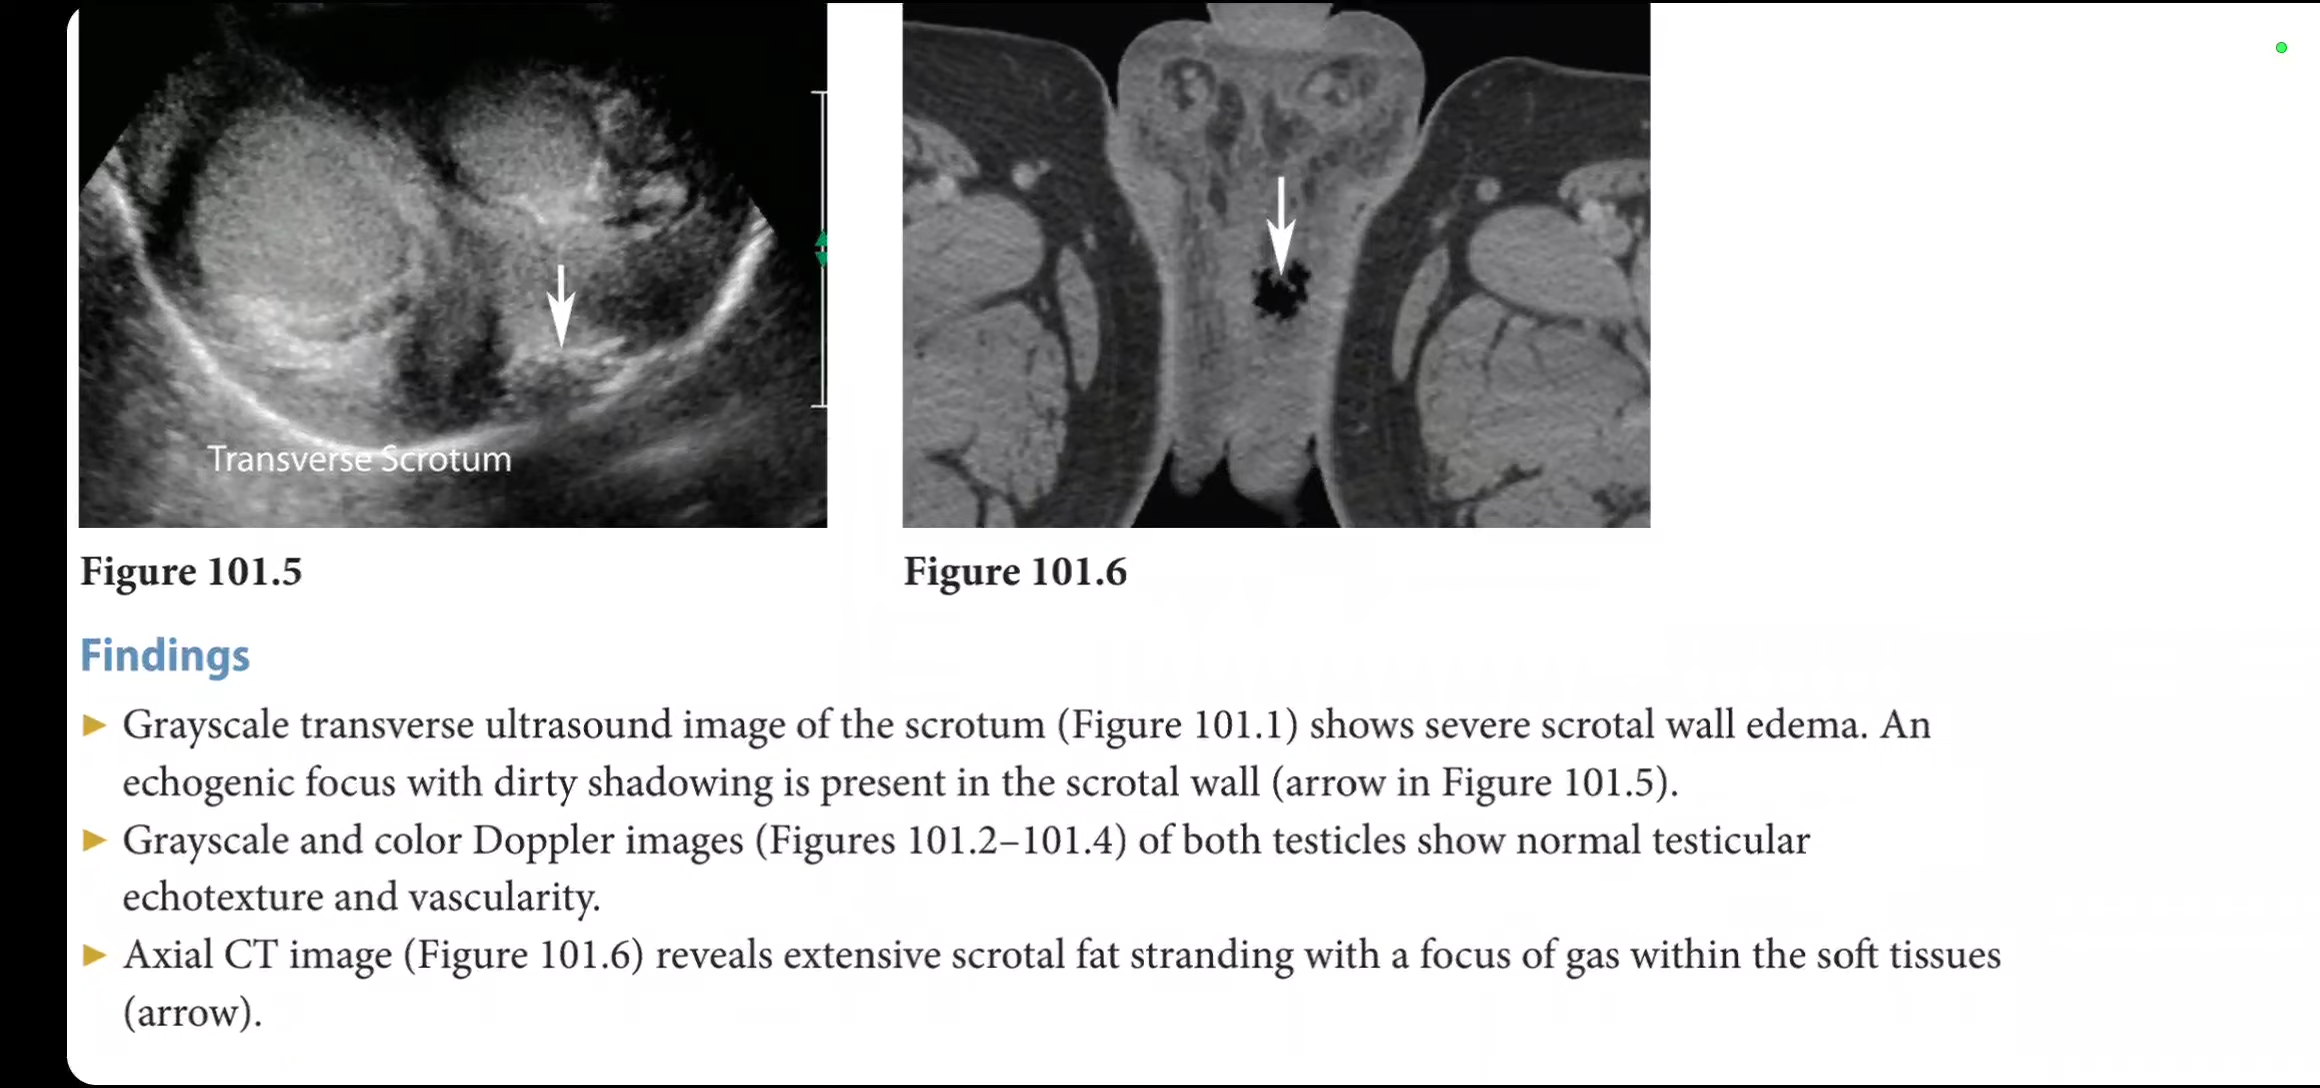 Transverse Scrotum
Figure 101.5
Figure 101.6
Findings
► Grayscale transverse ultrasound image of the scrotum (Figure 101.1) shows severe scrotal wall edema. An
echogenic focus with dirty shadowing is present in the scrotal wall (arrow in Figure 101.5).
► Grayscale and color Doppler images (Figures 101.2–101.4) of both testicles show normal testicular
echotexture and vascularity.
► Axial CT image (Figure 101.6) reveals extensive scrotal fat stranding with a focus of gas within the soft tissues
(arrow).